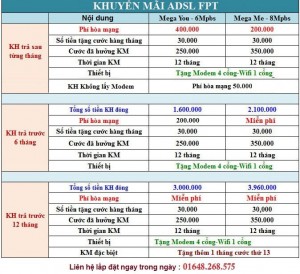 KHUYẾN MÃI ADSL FPT
Nội dung Mega You - 6Mpbs Mega Me - 8Mpbs
KH trả sau từng tháng
Phí hòa mạng 400.000 200.000
Số tiền tặng cước hàng tháng 30.000 30.000
Cước đã hưởng KM 250.000 350.000
Thời gian KM 12 tháng 12 tháng
Thiết bị Tặng Modem 4 cổng-Wifi 1 cổng
KH Không lấy Modem Phí hòa mạng 50.000
KH trả trước 6 tháng
Tổng số tiền KH đóng 1.600.000 2.100.000
Phí hòa mạng 200.000 Miễn phí
Số tiền tặng cước hàng tháng 30.000 30.000
Cước đã hưởng KM 250.000 350.000
Thời gian KM 12 tháng 12 tháng
Thiết bị Tặng Modem 4 cổng-Wifi 1 cổng
KH trả trước 12 tháng
Tổng số tiền KH đóng 3.000.000 3.960.000
Phí hòa mạng Miễn phí Miễn phí
Số tiền tặng cước hàng tháng 30.000 30.000
Cước đã hưởng KM 250.000 350.000
Thời gian KM 12 tháng 12 tháng
Thiết bị Tặng Modem 4 cổng-Wifi 1 cổng
KM đặc biệt Tặng thêm 1 tháng cước thứ 13
Liên hệ lắp đặt ngay trong ngày : 01648.268.575